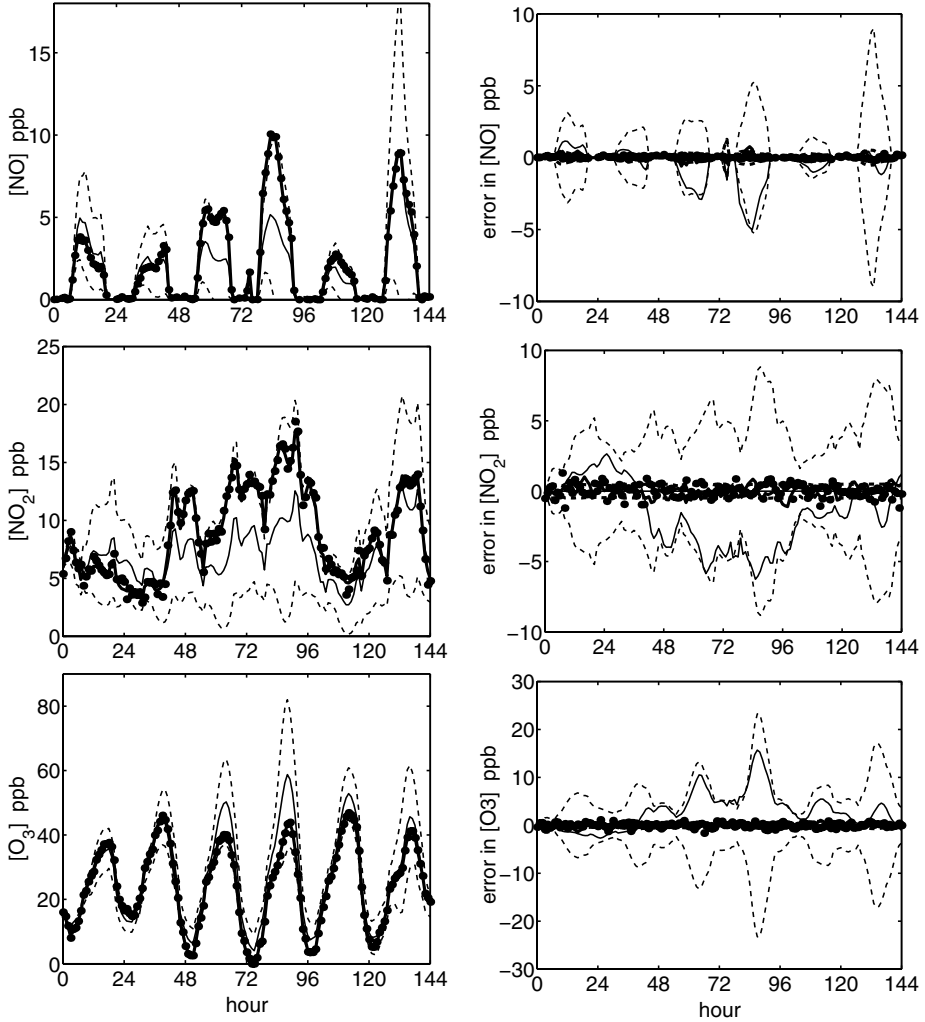 [NO] ppb
15
10
5
0
0 24 48 72 96 120 144
error in [NO] ppb
10
5
0
−5
−10
0 24 48 72 96 120 144
[NO2] ppb
25
20
15
10
5
0
0 24 48 72 96 120 144
error in [NO2] ppb
10
5
0
−5
−10
0 24 48 72 96 120 144
[O3] ppb
80
60
40
20
0
0 24 48 72 96 120 144
hour
error in [O3] ppb
30
20
10
0
−10
−20
−30
0 24 48 72 96 120 144
hour